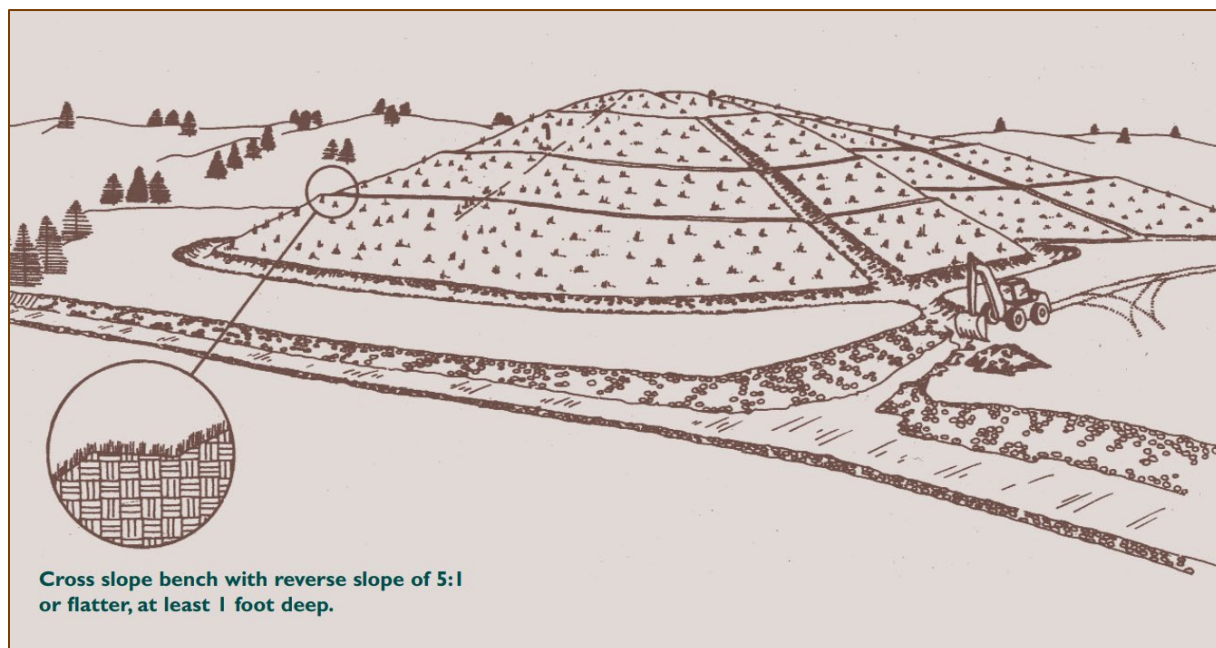 Cross slope bench with reverse slope of 5:1
or flatter, at least 1 foot deep.